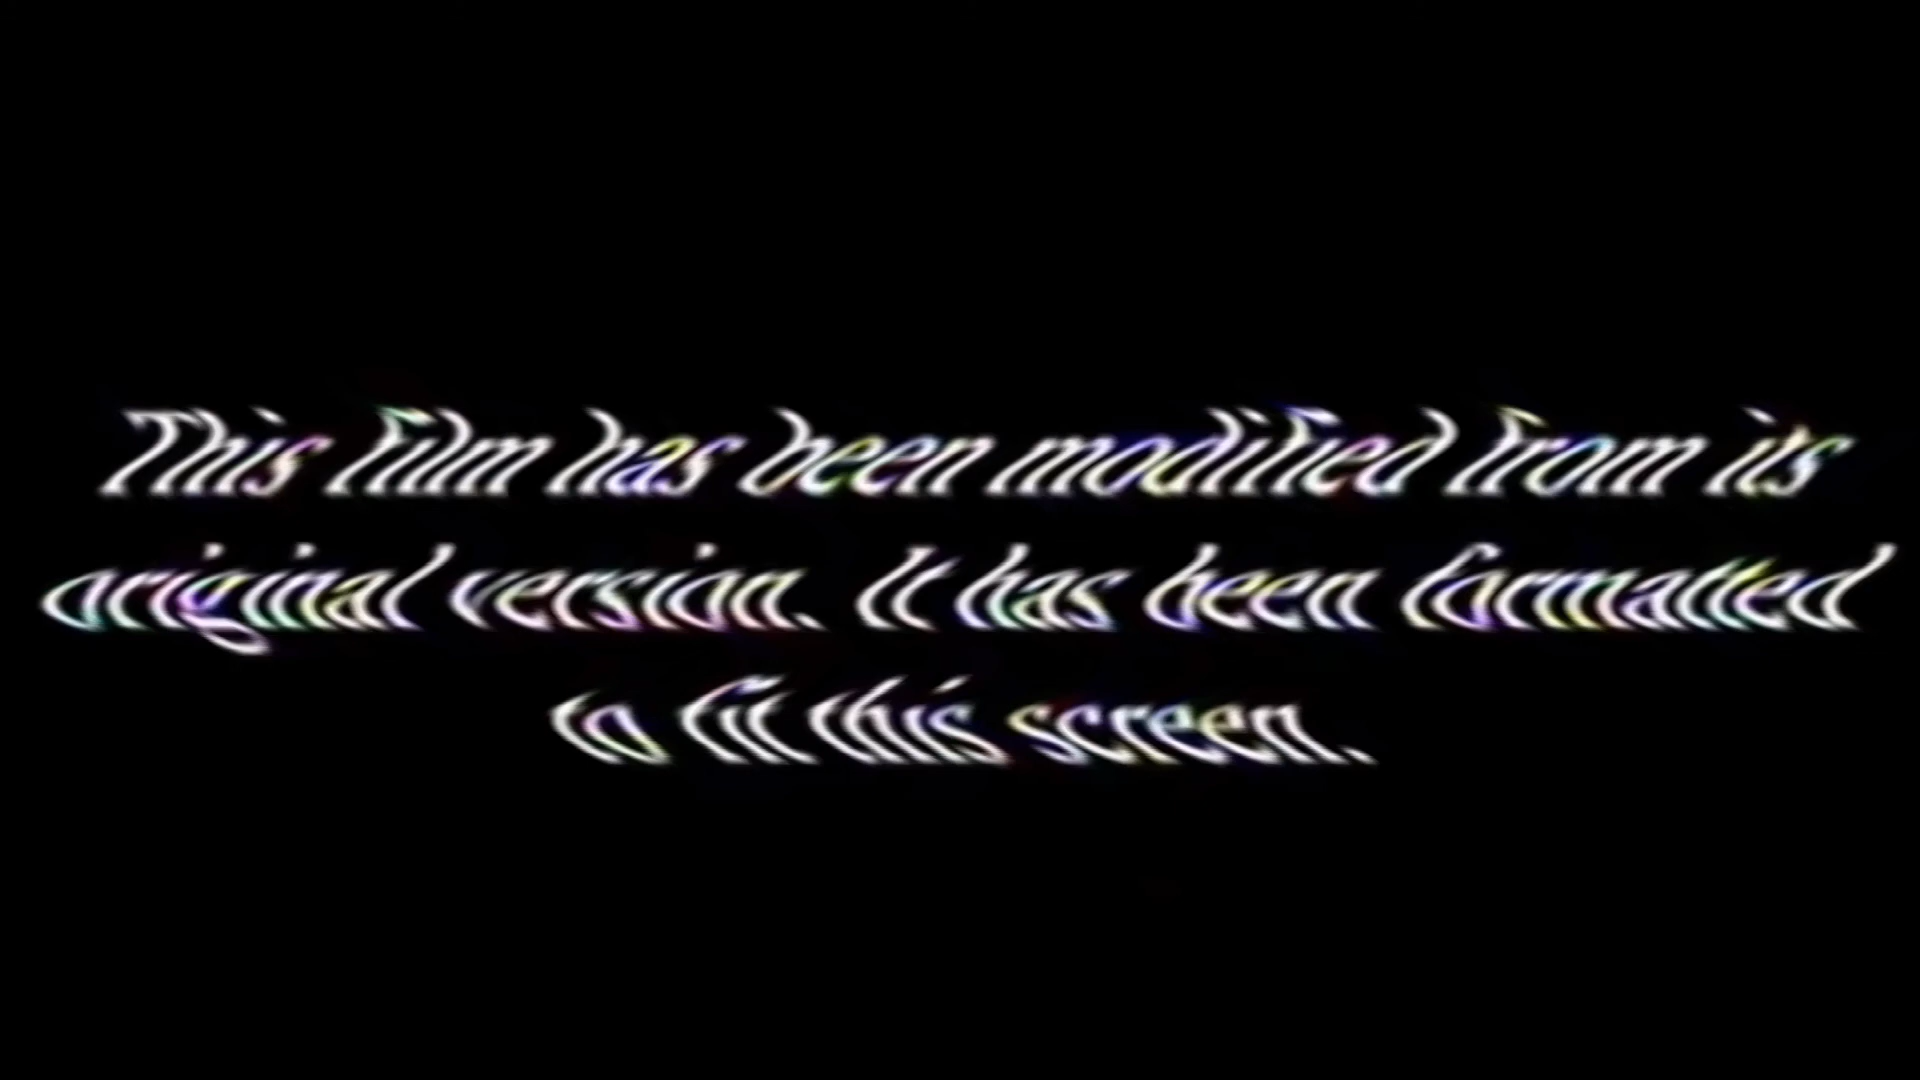 This film has been modified from its
original version. It has been formatted
to fit this screen.